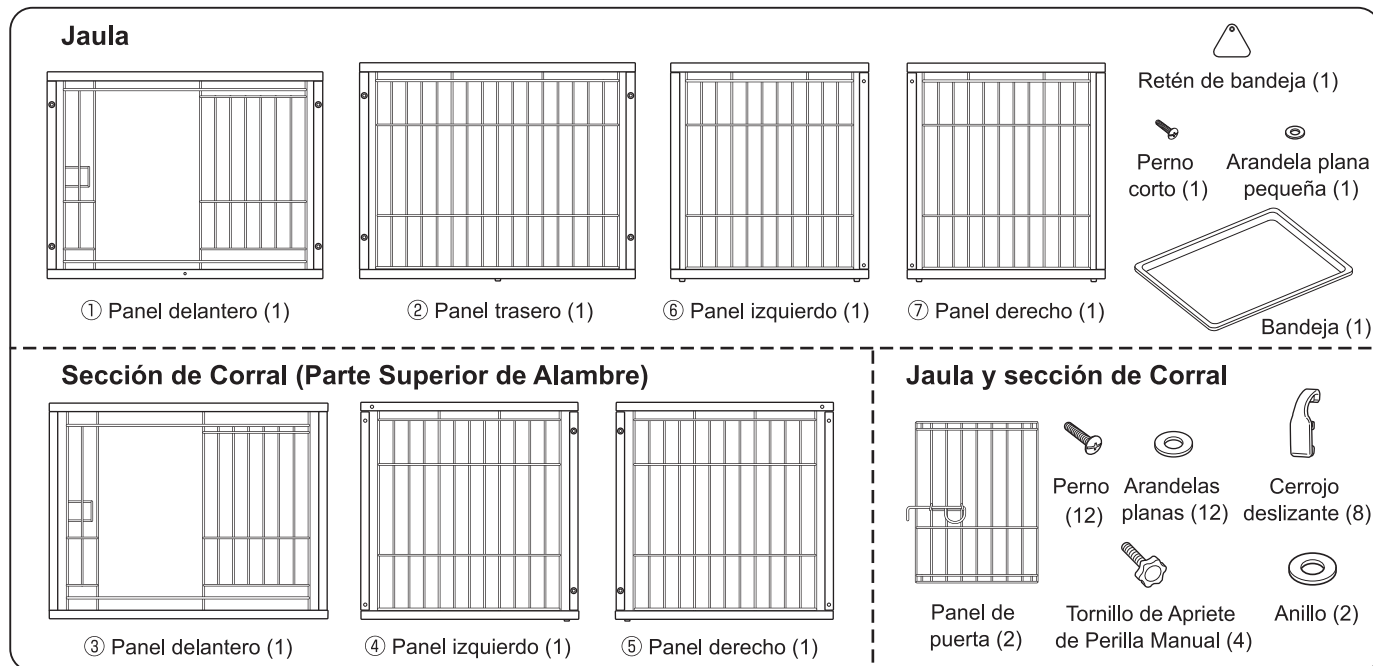 Jaula
Retén de bandeja (1)
Perno
corto (1)
Arandela plana
pequeña (1)
Bandeja (1)
① Panel delantero (1)
② Panel trasero (1)
⑥ Panel izquierdo (1)
⑦ Panel derecho (1)
Sección de Corral (Parte Superior de Alambre)
③ Panel delantero (1)
④ Panel izquierdo (1)
⑤ Panel derecho (1)
Jaula y sección de Corral
Perno
(12)
Arandelas
planas (12)
Cerrojo
deslizante (8)
Panel de
puerta (2)
Tornillo de Apriete
de Perilla Manual (4)
Anillo (2)